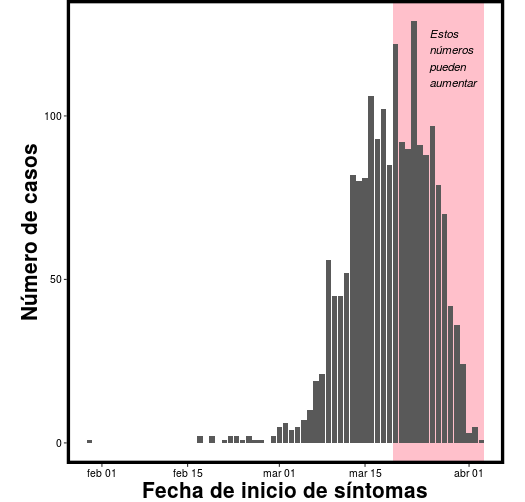 Estos
números
pueden
aumentar
100
50
0
Número de casos
feb 01 feb 15 mar 01 mar 15 abr 01
Fecha de inicio de síntomas